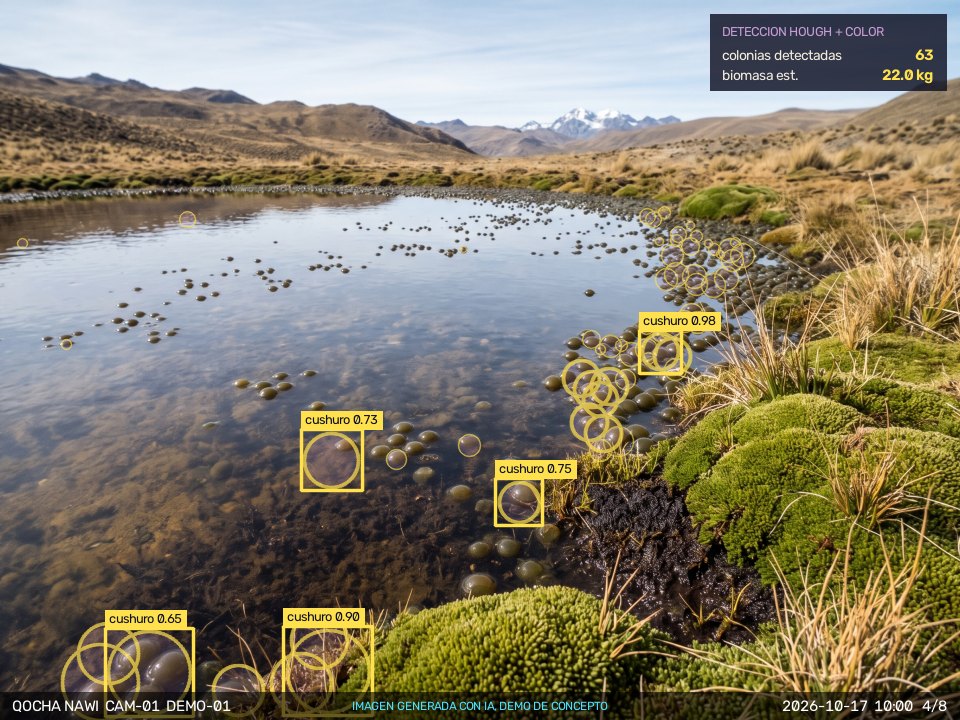 DETECCION HOUGH + COLOR
colonias detectadas 63
biomasa est. 22.0 kg
cushuro 0.98
cushuro 0.73
cushuro 0.75
cushuro 0.65
cushuro 0.90
QOCHA NAWI CAM-01 DEMO-01
IMAGEN GENERADA CON iA, DEMO DE CONCEPTO
2026-10-17 10:00 4/8